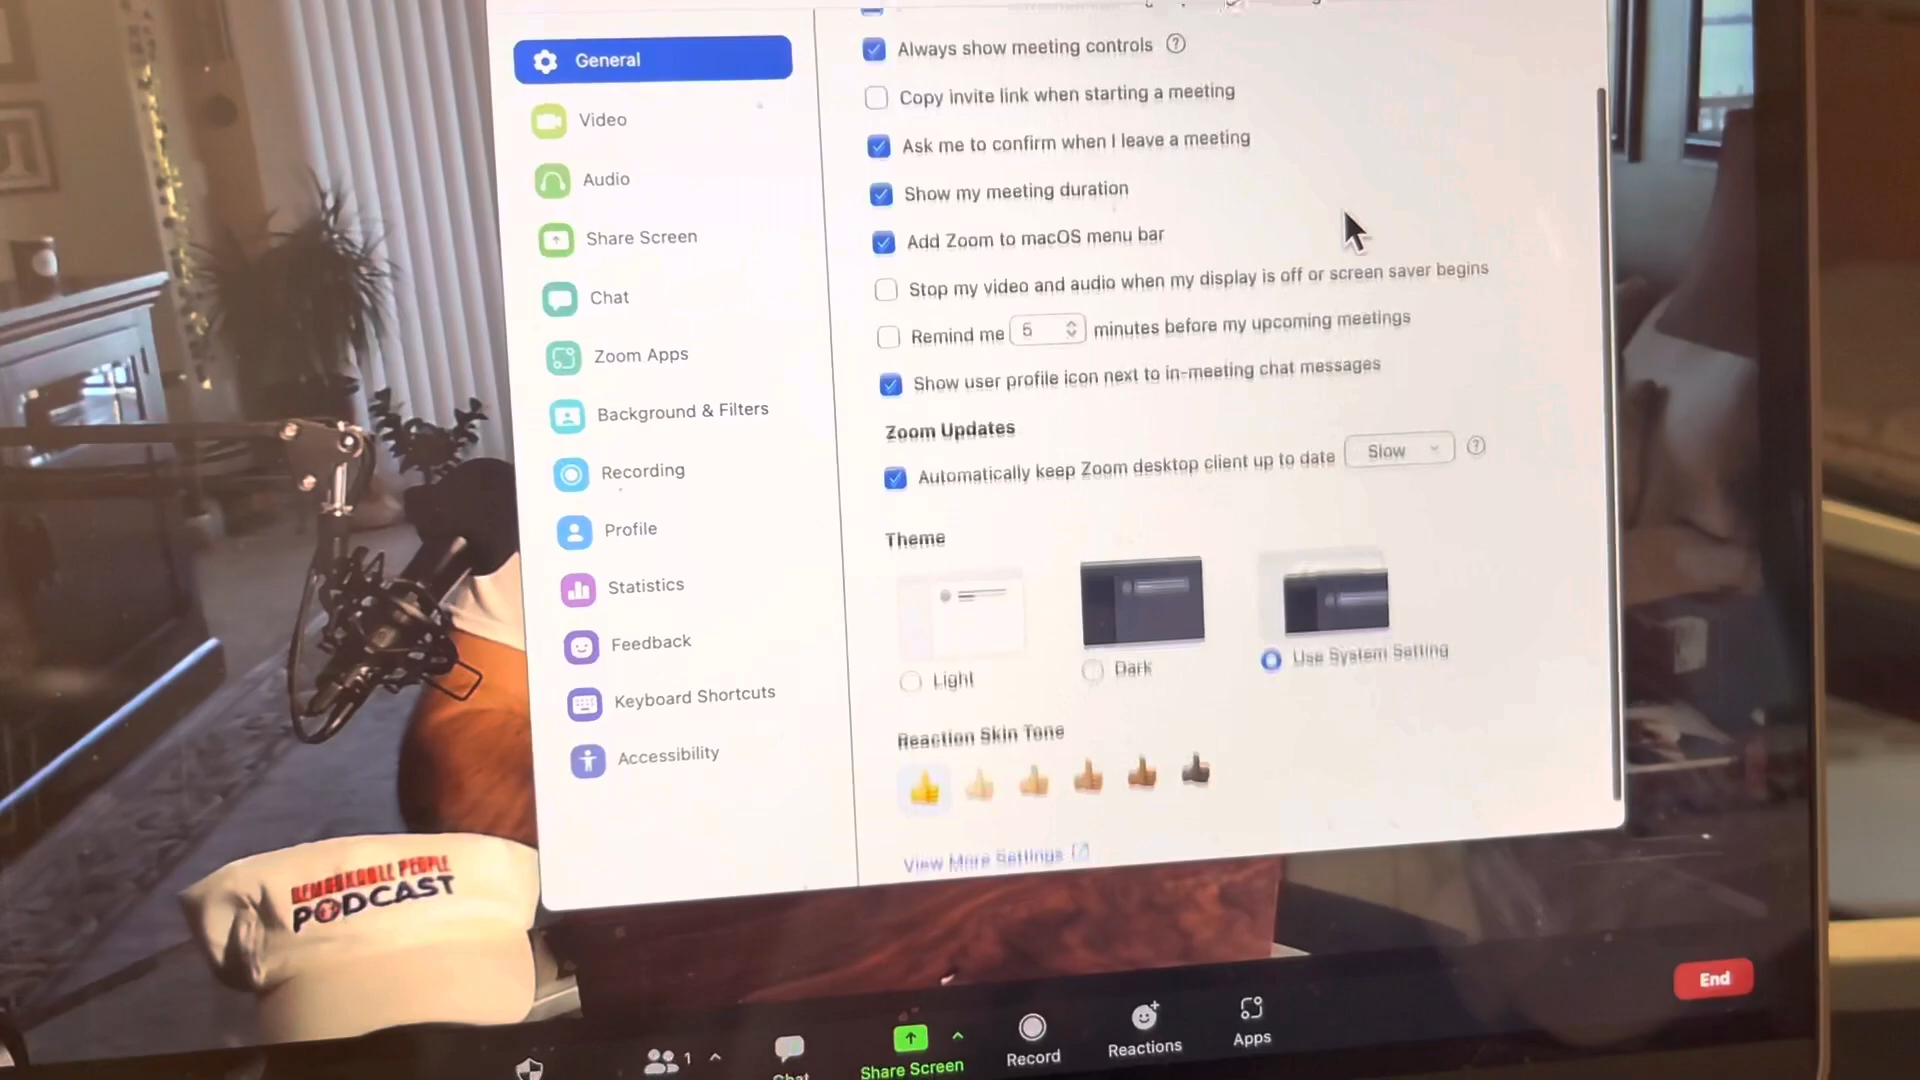 General
Video
Audio
Share Screen
Chat
Zoom Apps
Background & Filters
Recording
Profile
Statistics
Feedback
Keyboard Shortcuts
Accessibility
Always show meeting controls ?
Copy invite link when starting a meeting
Ask me to confirm when I leave a meeting
Show my meeting duration
Add Zoom to macOS menu bar
Stop my video and audio when my display is off or screen saver begins
Remind me 5 minutes before my upcoming meetings
Show user profile icon next to in-meeting chat messages
Zoom Updates
Automatically keep Zoom desktop client up to date Slow ?
Theme
Light
Dark
Use System Setting
Reaction Skin Tone
View More Settings
REMARKABLE PEOPLE
PODCAST
1
Chat
Share Screen
Record
Reactions
Apps
End